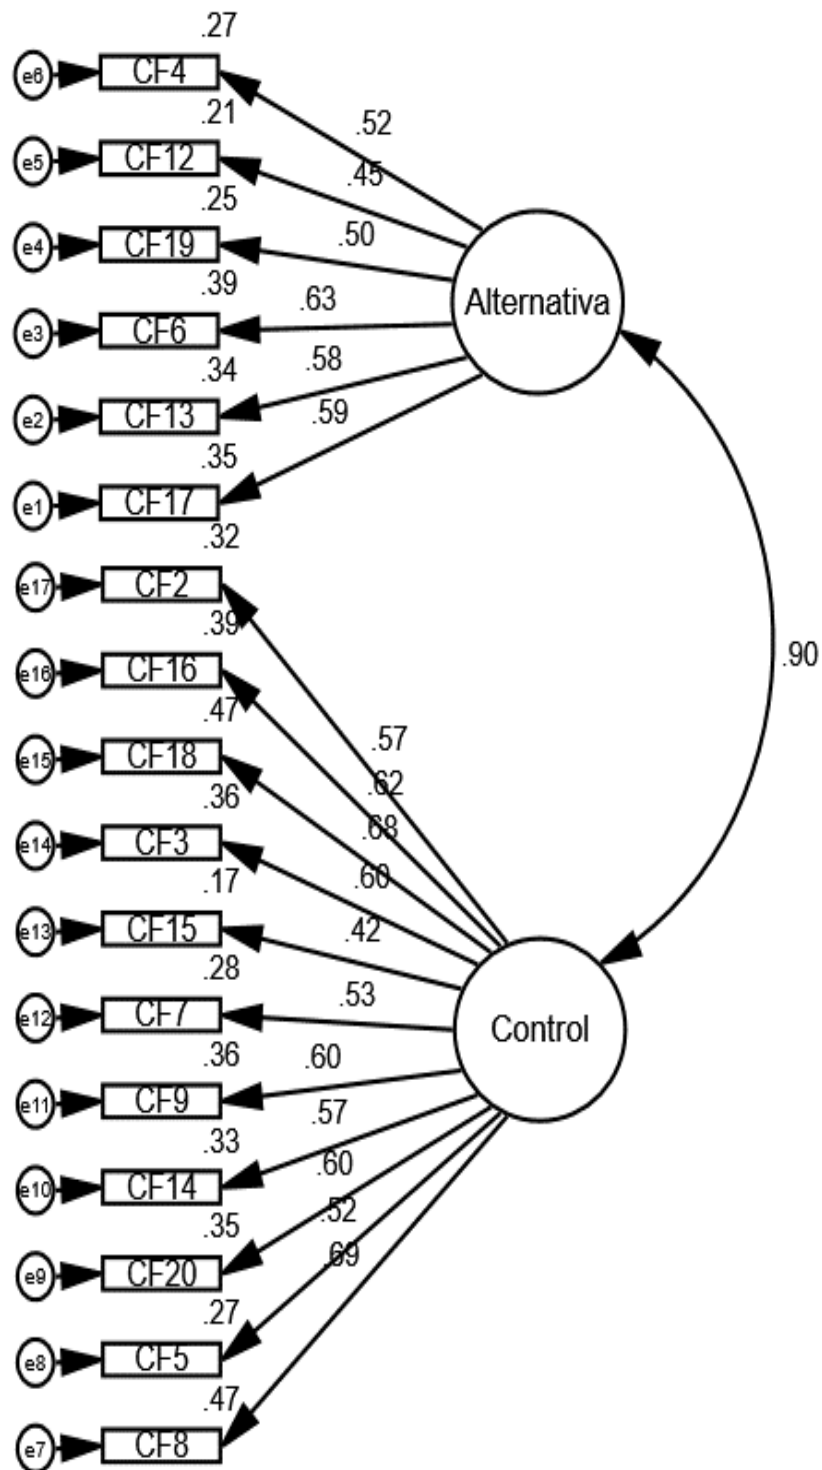 .27
e6 CF4
.52
.21
e5 CF12
.45
.25
e4 CF19
.50
.39
e3 CF6
.63
Alternativa
.34
e2 CF13
.58
.35
e1 CF17
.59
.32
e17 CF2
.39
e16 CF16
.90
.47
e15 CF18
.57
.62
.36
e14 CF3
.68
.60
.17
e13 CF15
.42
.28
e12 CF7
.53
Control
.36
e11 CF9
.60
.33
e10 CF14
.57
.60
.35
e9 CF20
.52
.69
.27
e8 CF5
.47
e7 CF8